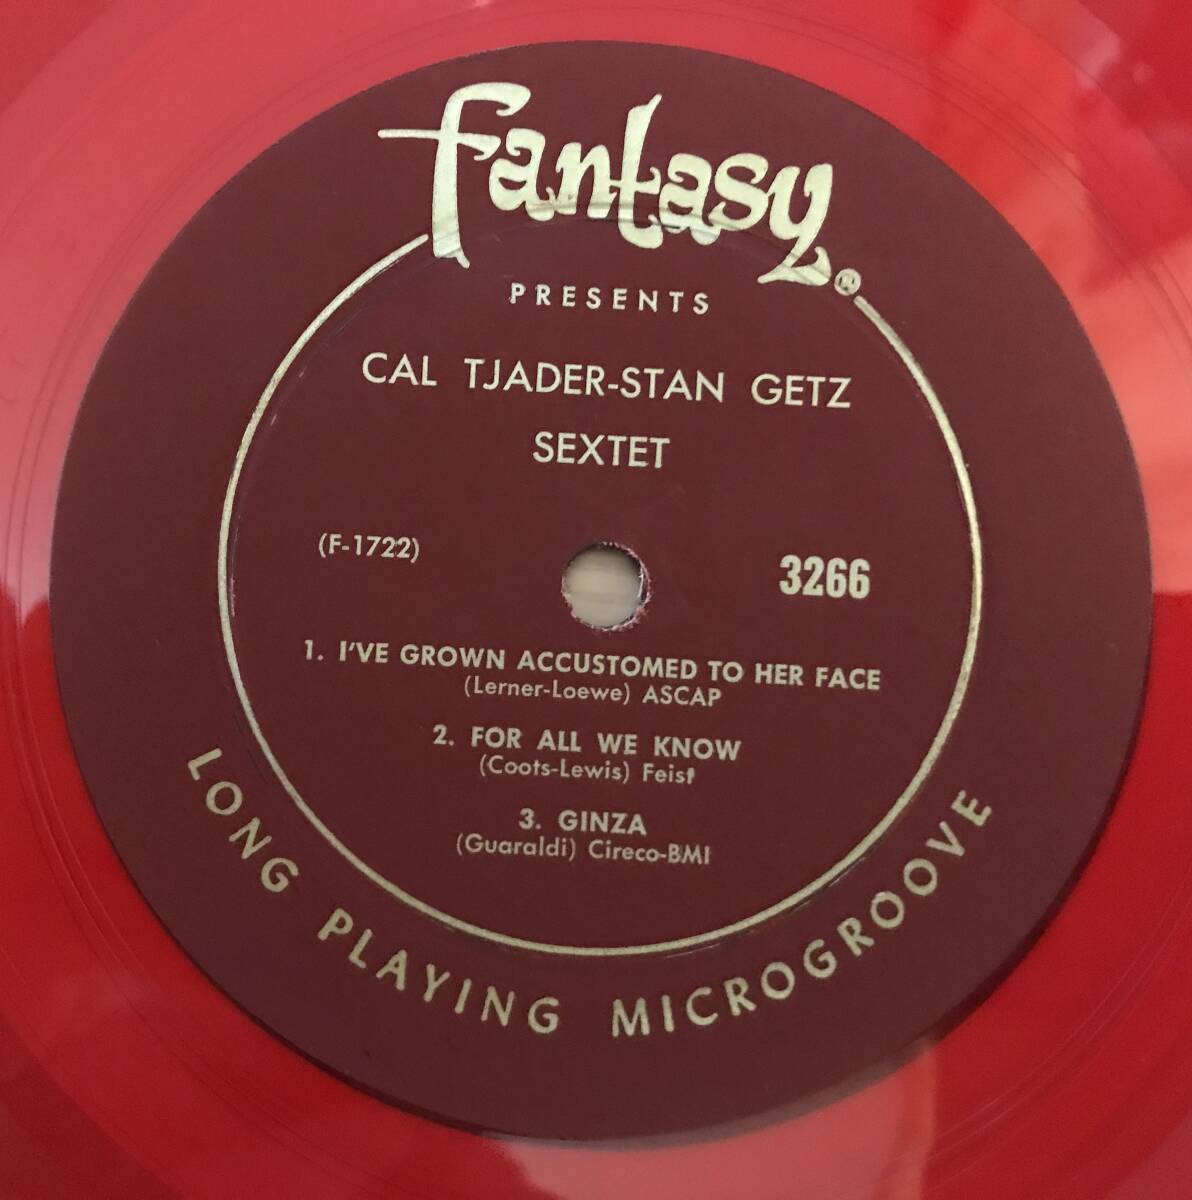 fantasy®
PRESENTS
CAL TJADER-STAN GETZ
SEXTET
(F-1722)
3266
1. I'VE GROWN ACCUSTOMED TO HER FACE
(Lerner-Loewe) ASCAP
2. FOR ALL WE KNOW
(Coots-Lewis) Feist
3. GINZA
(Guaraldi) Cireco-BMI
LONG PLAYING MICROGROOVE